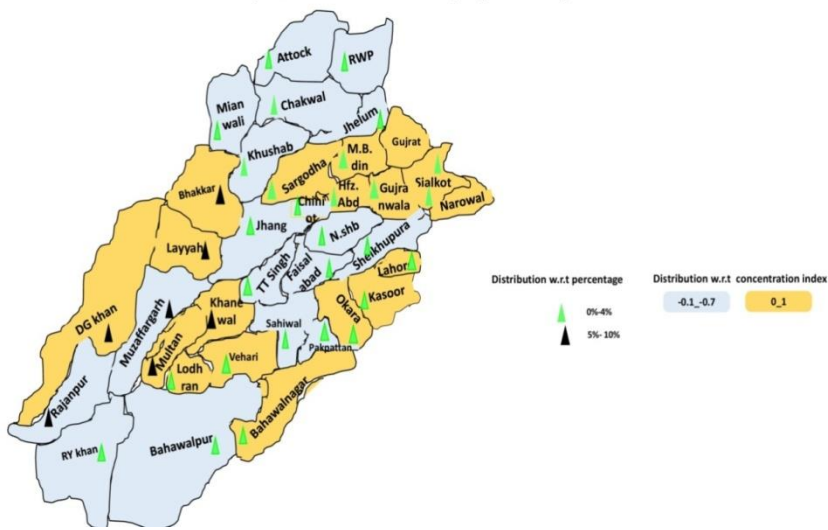 Attock
RWP
Chakwal
Mian
wali
Jhelum
Gujrat
Khushab
M.B.
din
Sargodha
Sialkot
Bhakkar
Hfz.
Abd
Gujra
nwala
Narowal
Chini
ot
Jhang
N.shb
Sheikhupura
Layyah
TT Singh
Faisal
abad
Lahor
DG khan
Muzaffargarh
Khane
wal
Okara
Kasoor
Multan
Sahiwal
Pakpattan
Vehari
Lodh
ran
Rajanpur
Bahawalnagar
RY khan
Bahawalpur
Distribution w.r.t percentage
0%-4%
5%-10%
Distribution w.r.t concentration index
-0.1_-0.7
0_1